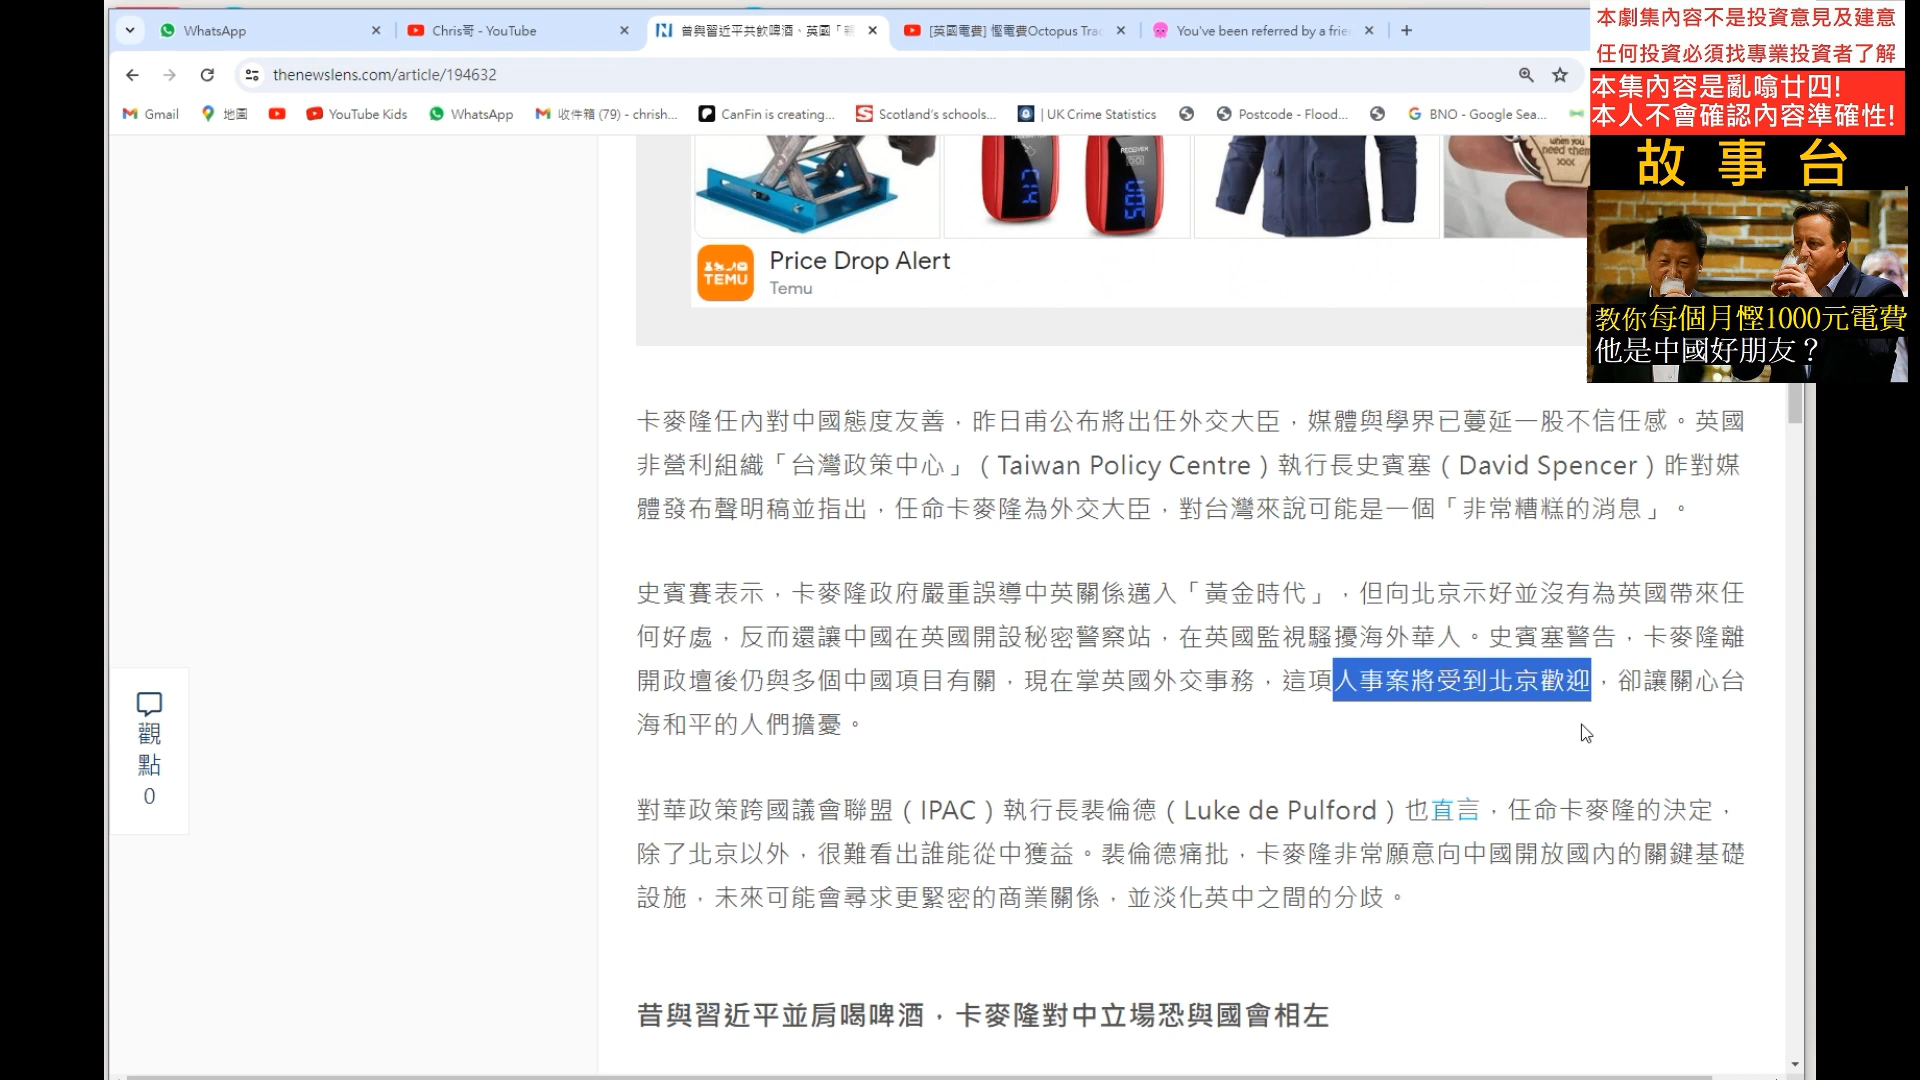 WhatsApp
Chris哥 - YouTube
昔與習近平共飲啤酒、英國「親
[英國電費] 慳電費Octopus Trac
You've been referred by a frie
thenewslens.com/article/194632
Gmail
地圖
YouTube Kids
WhatsApp
收件箱 (79) - chrish...
CanFin is creating...
Scotland's schools...
| UK Crime Statistics
Postcode - Flood...
BNO - Google Sea...
本劇集內容不是投資意見及建意
任何投資必須找專業投資者了解
本集內容是亂噏廿四!
本人不會確認內容準確性!
故事台
教你每個月慳1000元電費
他是中國好朋友？
RECEIVER
when you
need them
xxx
TEMU
Price Drop Alert
Temu
卡麥隆任內對中國態度友善，昨日甫公布將出任外交大臣，媒體與學界已蔓延一股不信任感。英國
非營利組織「台灣政策中心」（Taiwan Policy Centre）執行長史賓塞（David Spencer）昨對媒
體發布聲明稿並指出，任命卡麥隆為外交大臣，對台灣來說可能是一個「非常糟糕的消息」。
史賓賽表示，卡麥隆政府嚴重誤導中英關係邁入「黃金時代」，但向北京示好並沒有為英國帶來任
何好處，反而還讓中國在英國開設秘密警察站，在英國監視騷擾海外華人。史賓塞警告，卡麥隆離
開政壇後仍與多個中國項目有關，現在掌英國外交事務，這項人事案將受到北京歡迎，卻讓關心台
海和平的人們擔憂。
觀
點
0
對華政策跨國議會聯盟（IPAC）執行長裴倫德（Luke de Pulford）也直言，任命卡麥隆的決定，
除了北京以外，很難看出誰能從中獲益。裴倫德痛批，卡麥隆非常願意向中國開放國內的關鍵基礎
設施，未來可能會尋求更緊密的商業關係，並淡化英中之間的分歧。
昔與習近平並肩喝啤酒，卡麥隆對中立場恐與國會相左